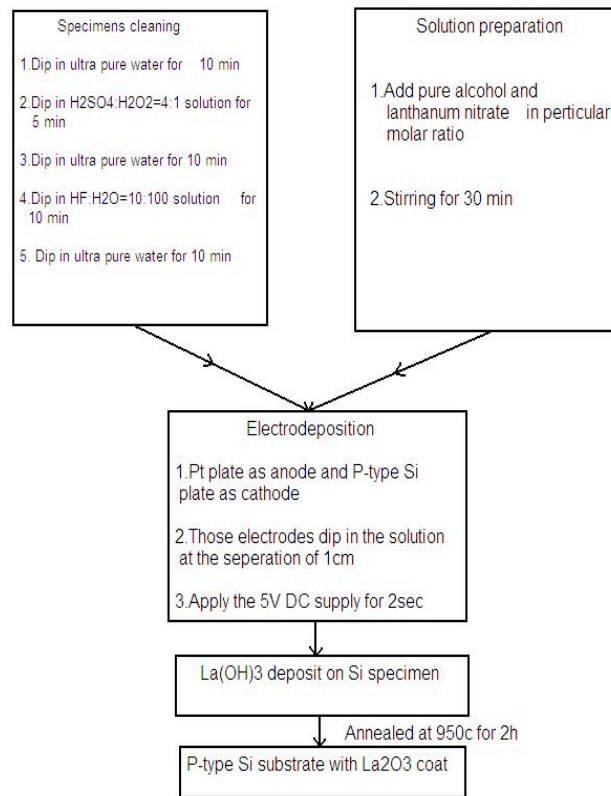 Specimens cleaning
1.Dip in ultra pure water for 10 min
2.Dip in H2SO4:H2O2=4:1 solution for
5 min
3.Dip in ultra pure water for 10 min
4.Dip in HF:H2O=10:100 solution for
10 min
5. Dip in ultra pure water for 10 min
Solution preparation
1.Add pure alcohol and
lanthanum nitrate in perticular
molar ratio
2.Stirring for 30 min
Electrodeposition
1.Pt plate as anode and P-type Si
plate as cathode
2.Those electrodes dip in the solution
at the seperation of 1cm
3.Apply the 5V DC supply for 2sec
La(OH)3 deposit on Si specimen
Annealed at 950c for 2h
P-type Si substrate with La2O3 coat